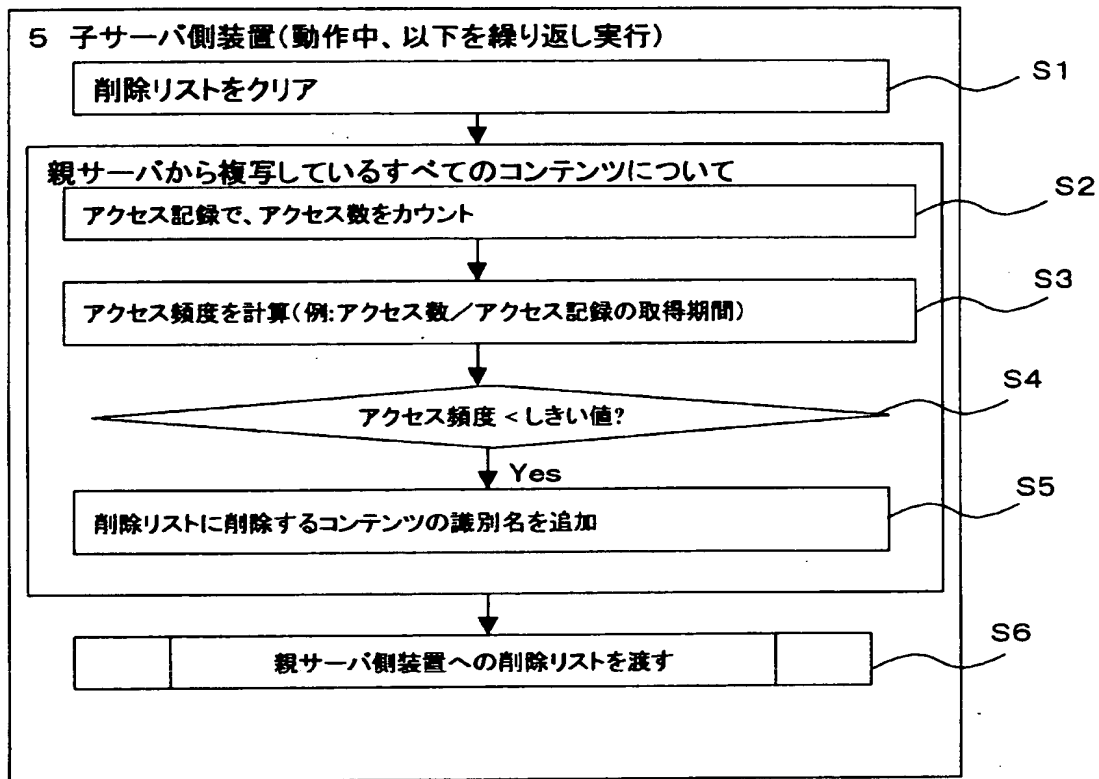 5 子サーバ側装置(動作中、以下を繰り返し実行)
削除リストをクリア
S1
親サーバから複写しているすべてのコンテンツについて
アクセス記録で、アクセス数をカウント
S2
アクセス頻度を計算(例:アクセス数／アクセス記録の取得期間)
S3
アクセス頻度 < しきい値?
S4
Yes
削除リストに削除するコンテンツの識別名を追加
S5
親サーバ側装置への削除リストを渡す
S6